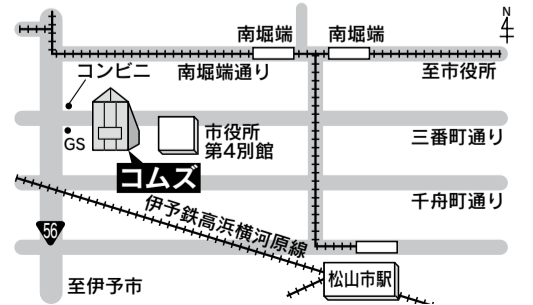 N
4
南堀端
南堀端
コンビニ
南堀端通り
至市役所
GS
市役所
第4別館
三番町通り
コムズ
千舟町通り
伊予鉄高浜横河原線
56
松山市駅
至伊予市